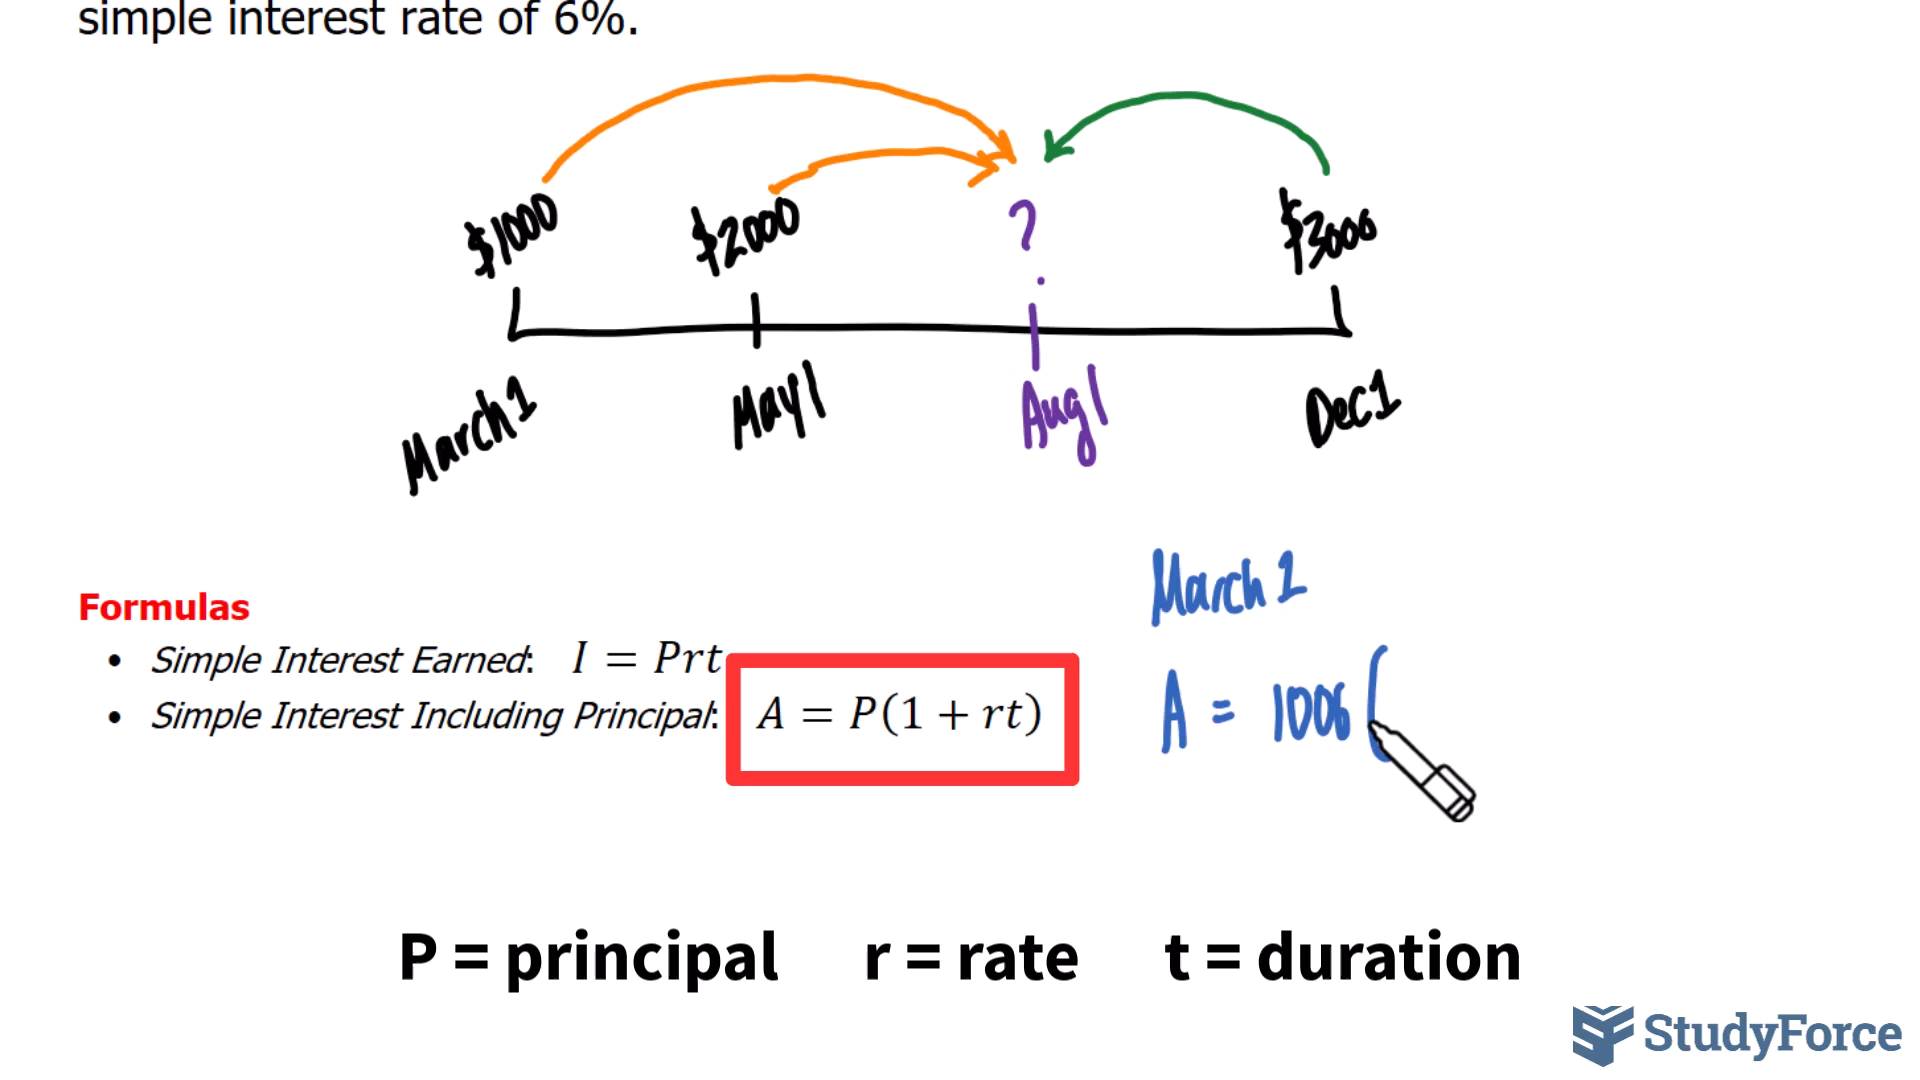 simple interest rate of 6%.
$1000 $2000 ? $3000
March 1 May 1 Aug 1 Dec 1
Formulas
• Simple Interest Earned: I = Prt
• Simple Interest Including Principal: A = P(1 + rt)
March 1
A = 1000 (
P = principal r = rate t = duration
StudyForce